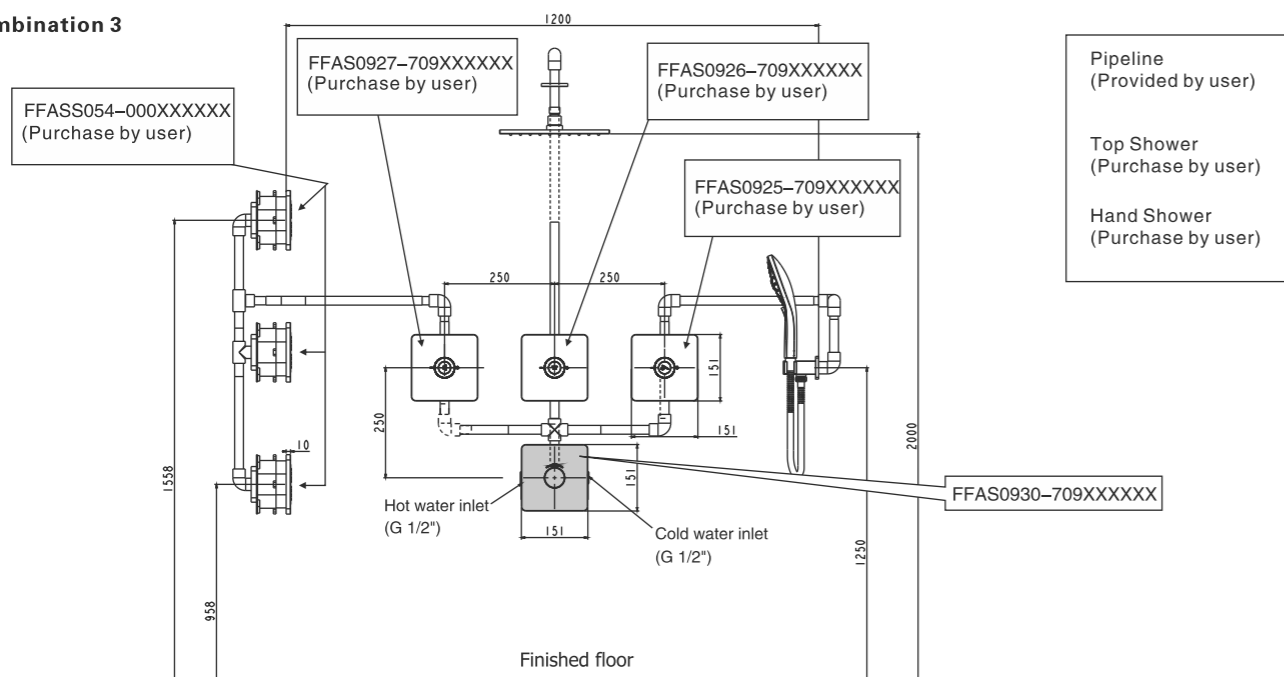 mbination 3
1200
FFAS0927–709XXXXXX
(Purchase by user)
FFAS0926–709XXXXXX
(Purchase by user)
Pipeline
(Provided by user)
FFASS054–000XXXXXX
(Purchase by user)
Top Shower
(Purchase by user)
FFAS0925–709XXXXXX
(Purchase by user)
Hand Shower
(Purchase by user)
250
250
151
250
151
2000
10
1558
151
FFAS0930–709XXXXXX
Hot water inlet
(G 1/2")
151
Cold water inlet
(G 1/2")
1250
958
Finished floor